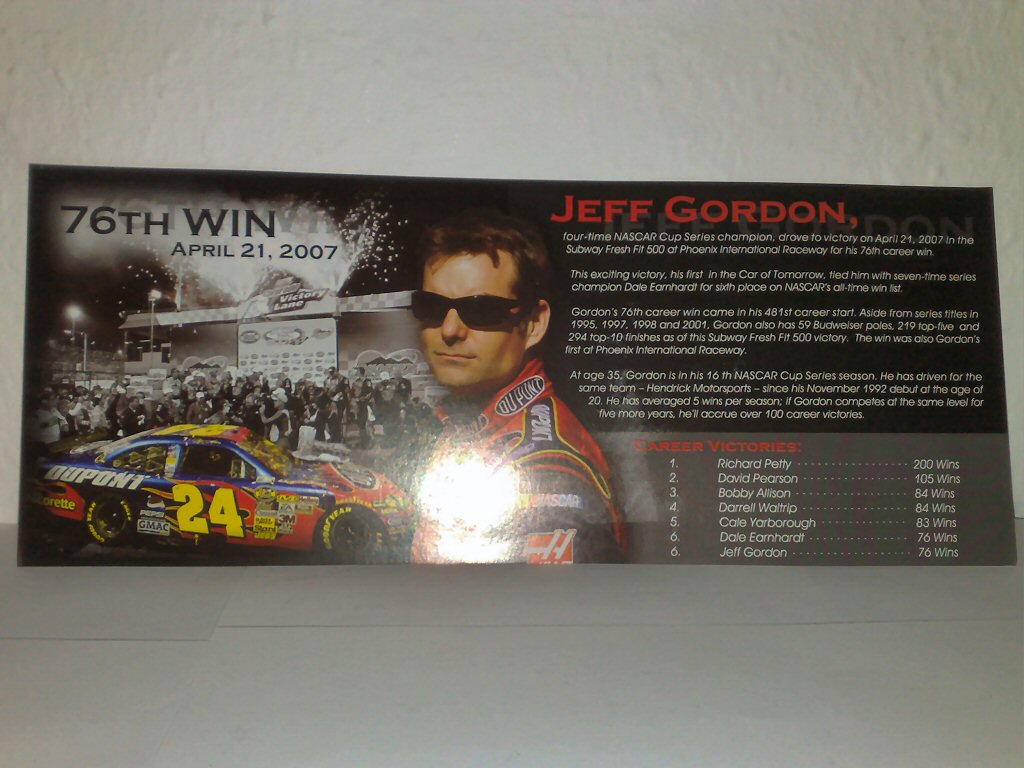 76TH WIN
APRIL 21, 2007
Victory
Lane
JEFF GORDON,
four-time NASCAR Cup Series champion, drove to victory on April 21, 2007 in the
Subway Fresh Fit 500 at Phoenix International Raceway for his 76th career win.
This exciting victory, his first in the Car of Tomorrow, tied him with seven-time series
champion Dale Earnhardt for sixth place on NASCAR's all-time win list.
Gordon's 76th career win came in his 481st career start. Aside from series titles in
1995, 1997, 1998 and 2001, Gordon also has 59 Budweiser poles, 219 top-five and
294 top-10 finishes as of this Subway Fresh Fit 500 victory. The win was also Gordon's
first at Phoenix International Raceway.
At age 35, Gordon is in his 16 th NASCAR Cup Series season. He has driven for the
same team – Hendrick Motorsports – since his November 1992 debut at the age of
20. He has averaged 5 wins per season; if Gordon competes at the same level for
five more years, he'll accrue over 100 career victories.
CAREER VICTORIES:
1. Richard Petty 200 Wins
2. David Pearson 105 Wins
3. Bobby Allison 84 Wins
4. Darrell Waltrip 84 Wins
5. Cale Yarborough 83 Wins
6. Dale Earnhardt 76 Wins
6. Jeff Gordon 76 Wins
DUPONT
24
PEPSI
GMAC
GOODYEAR
DUPONT
NASCAR
H